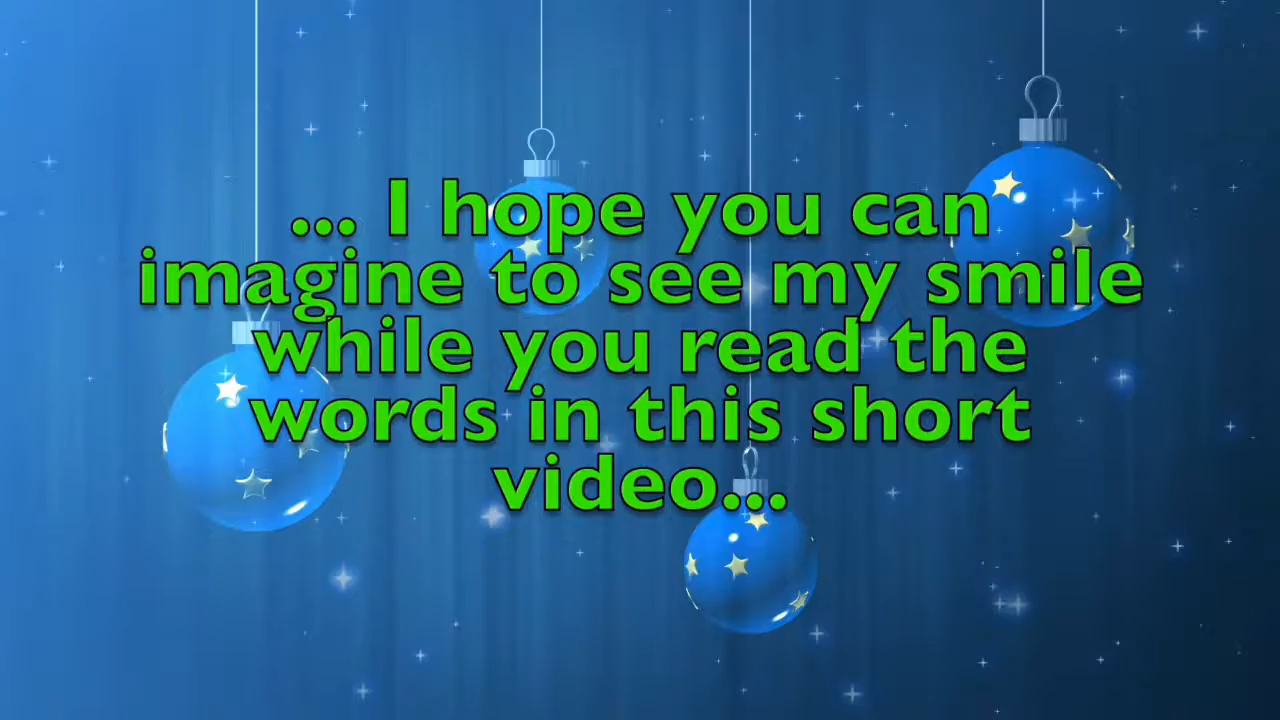 ... I hope you can
imagine to see my smile
while you read the
words in this short
video...